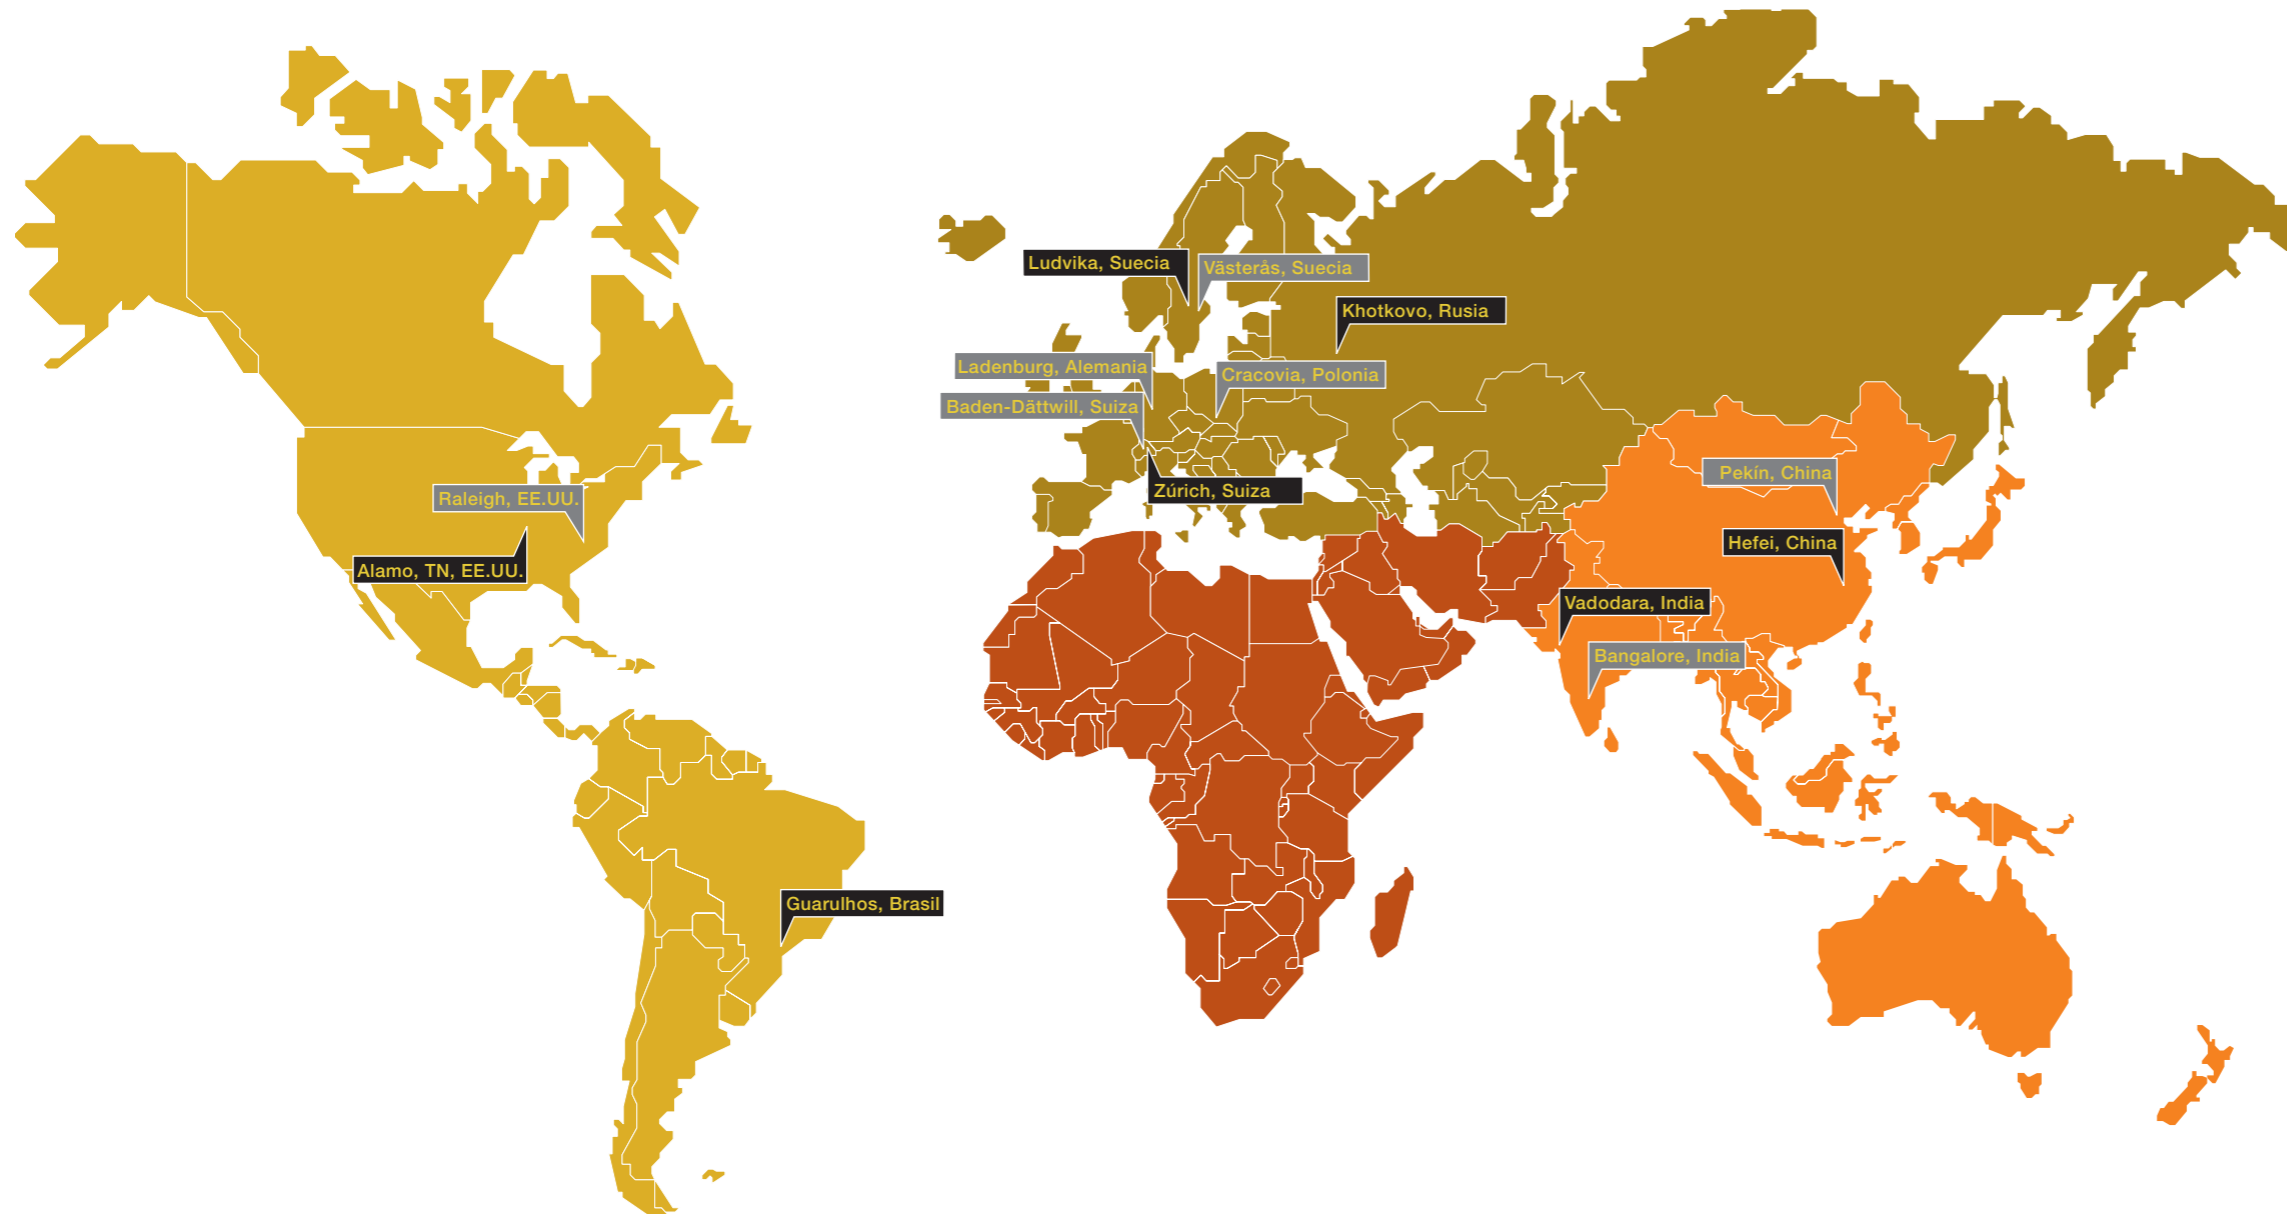 Ludvika, Suecia
Västerås, Suecia
Khotkovo, Rusia
Ladenburg, Alemania
Cracovia, Polonia
Baden-Dättwill, Suiza
Pekín, China
Zúrich, Suiza
Raleigh, EE.UU.
Hefei, China
Alamo, TN, EE.UU.
Vadodara, India
Bangalore, India
Guarulhos, Brasil